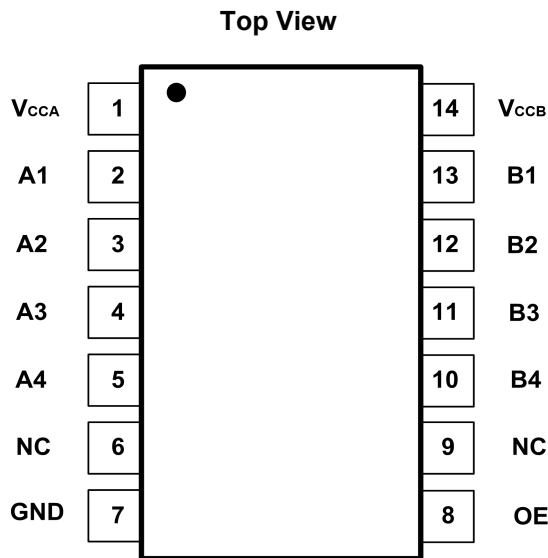 Top View
VCCA 1 14 VCCB
A1 2 13 B1
A2 3 12 B2
A3 4 11 B3
A4 5 10 B4
NC 6 9 NC
GND 7 8 OE